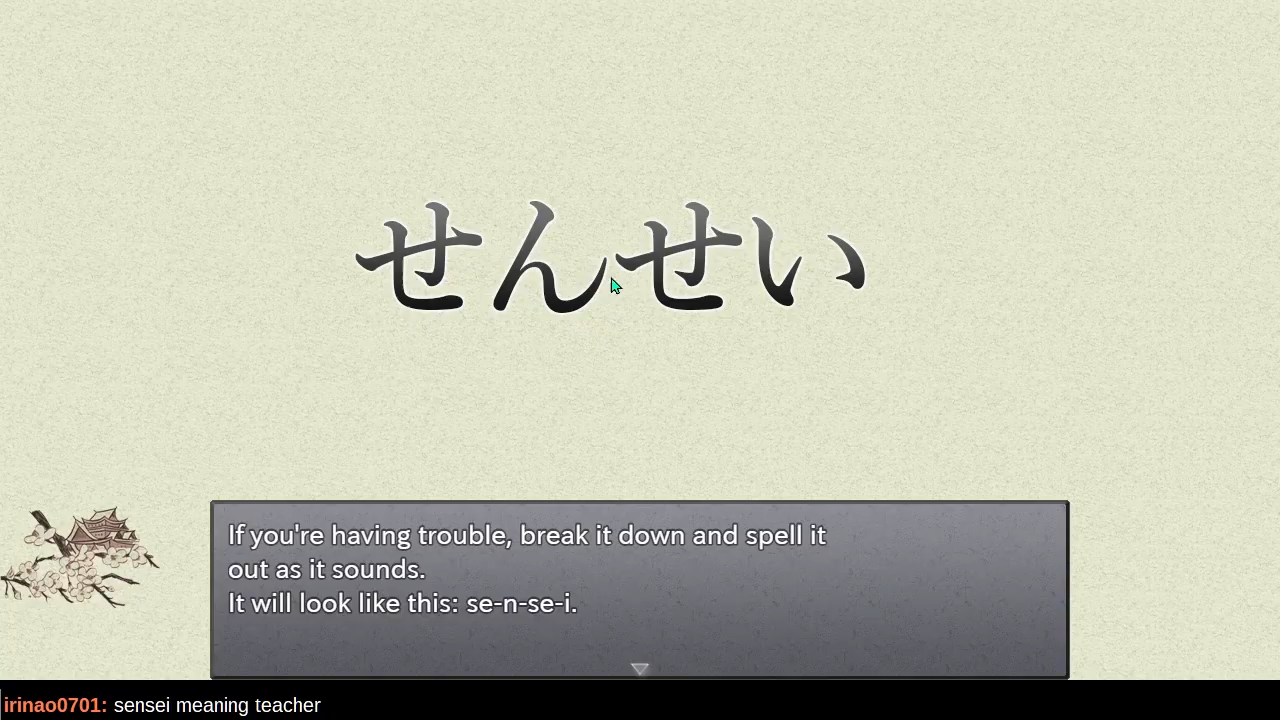 せんせい
If you're having trouble, break it down and spell it
out as it sounds.
It will look like this: se-n-se-i.
irinao0701: sensei meaning teacher